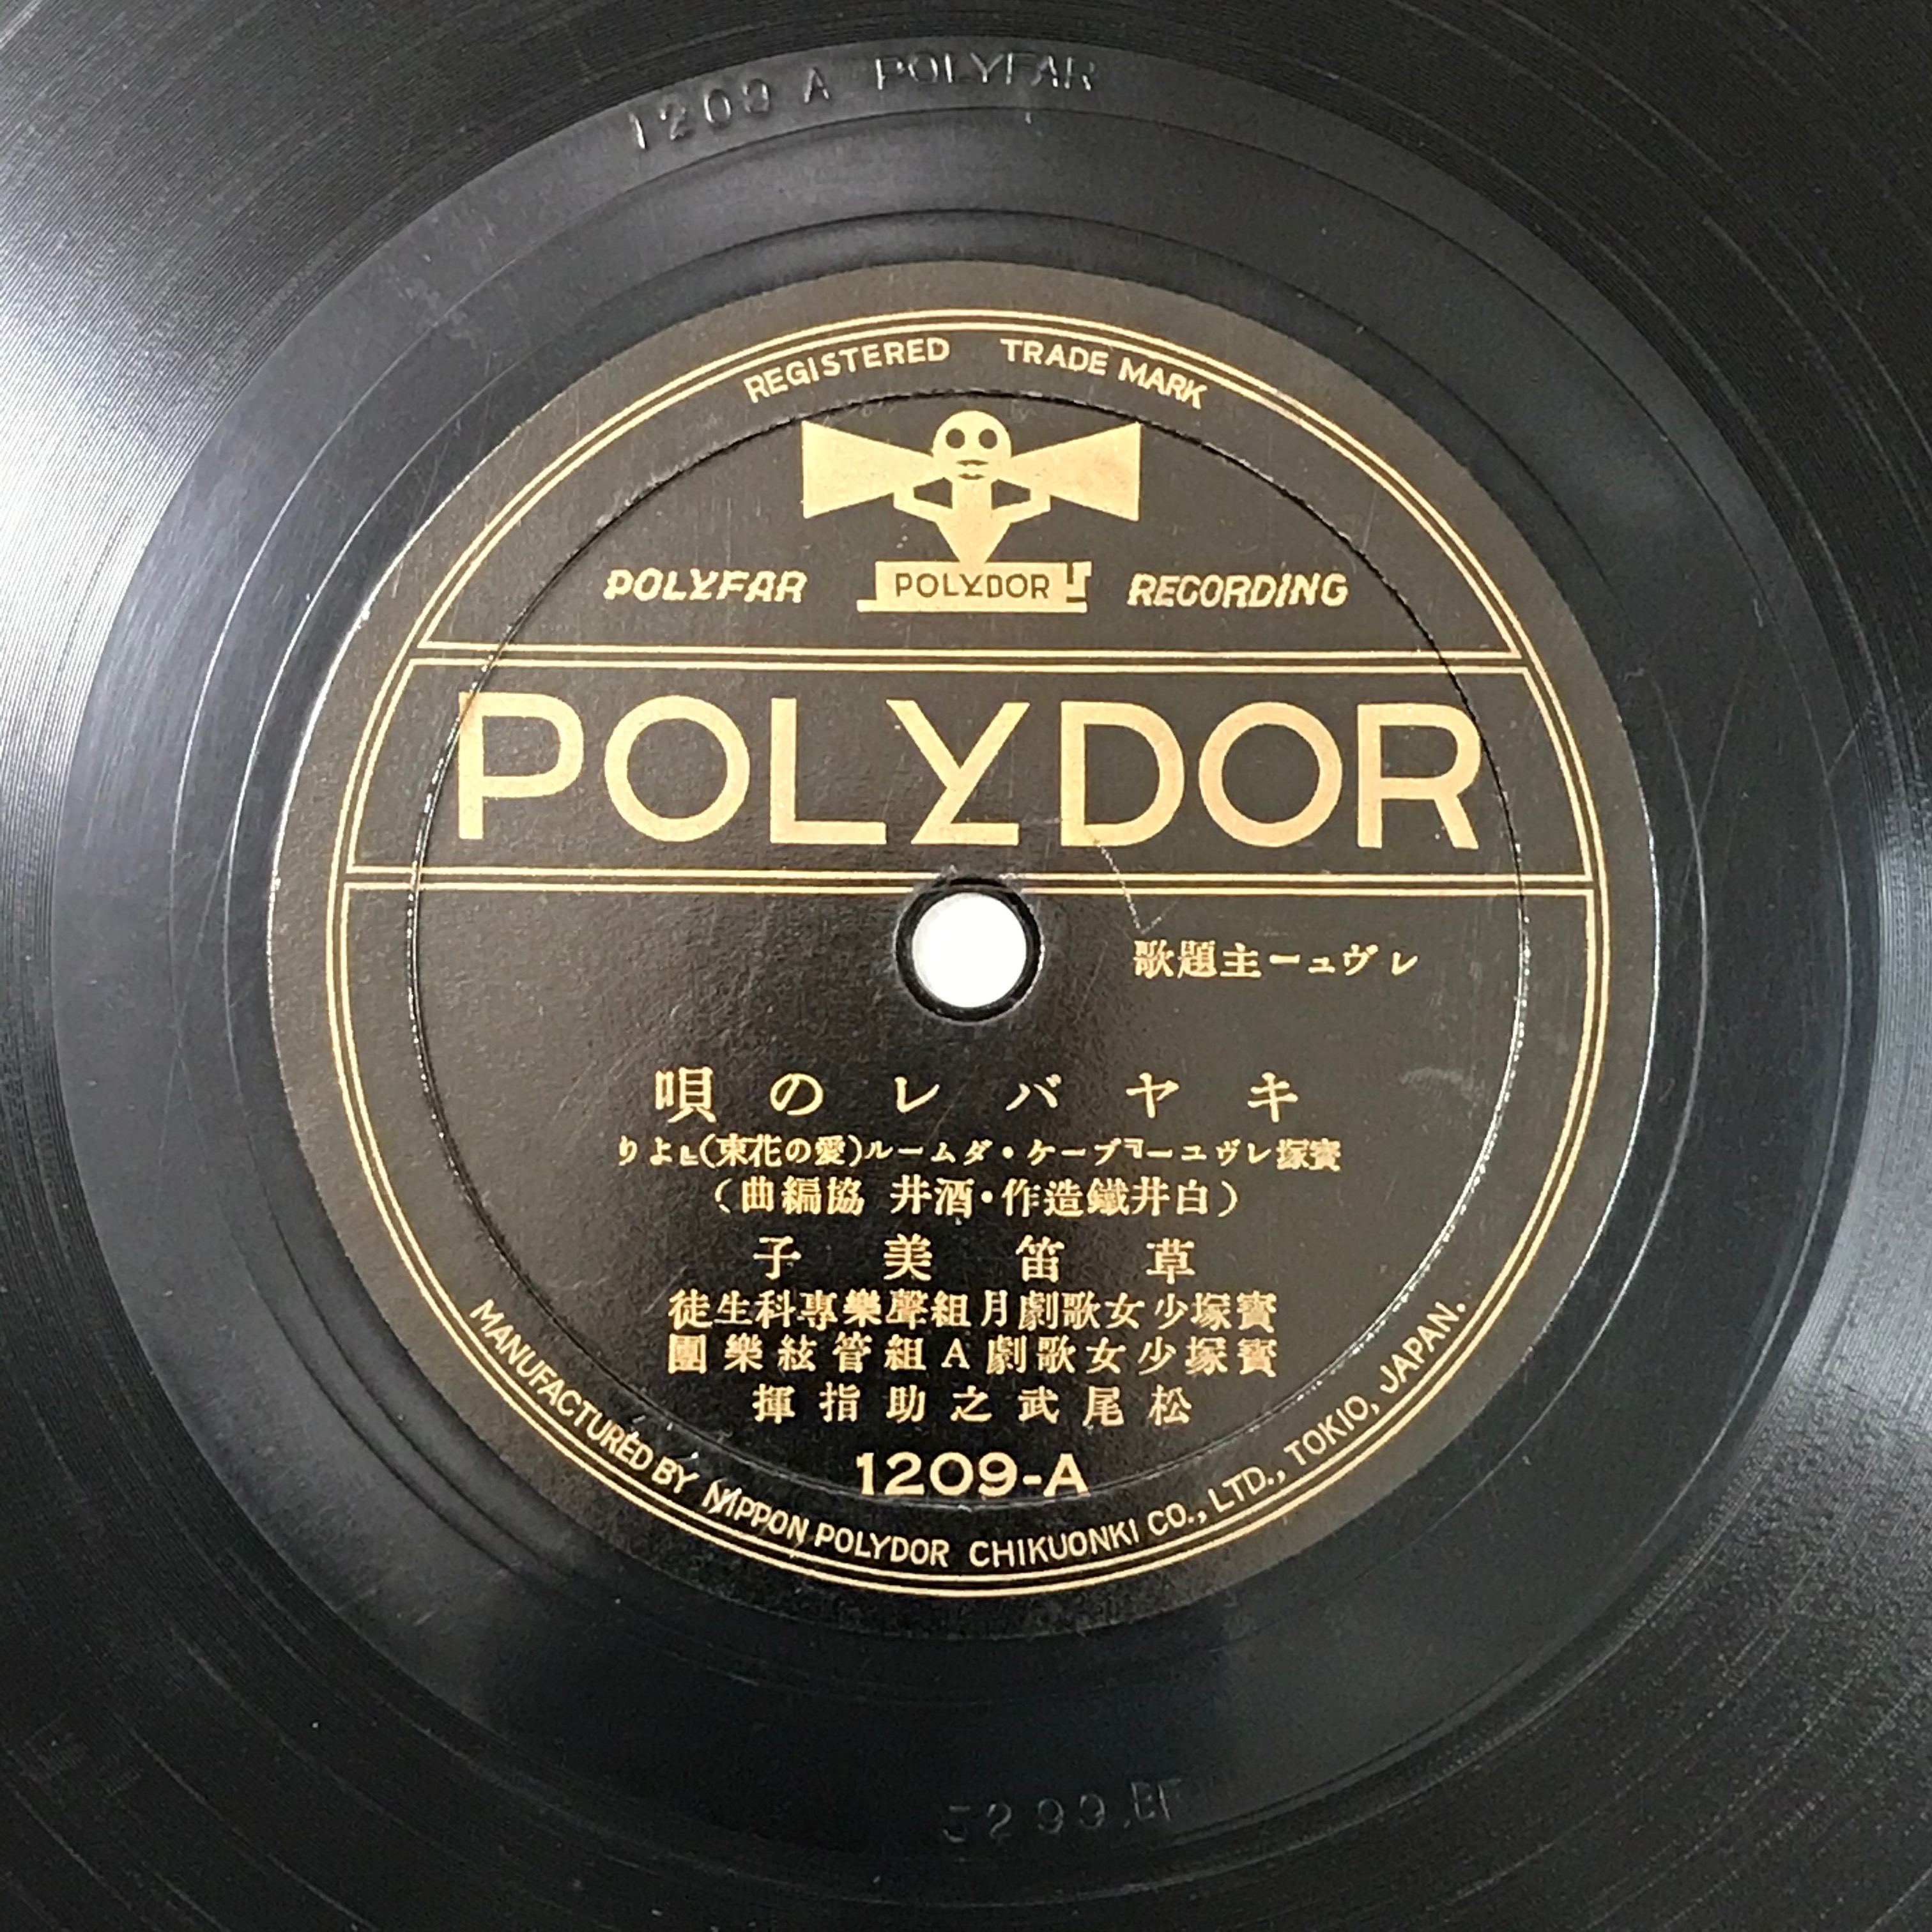 1209 A POLYFAR
REGISTERED TRADE MARK
POLYFAR POLYDOR RECORDING
POLYDOR
レヴュー主題歌
キヤバレの唄
寶塚レヴユー『ブーケ・ダムール(愛の花束)』より
(白井鐵造作・酒井 協編曲)
草笛美子
寶塚少女歌劇月組聲樂專科生徒
寶塚少女歌劇A組管絃樂團
松尾武之助指揮
1209-A
MANUFACTURED BY NIPPON POLYDOR CHIKUONKI CO., LTD., TOKIO, JAPAN.
5299.BF